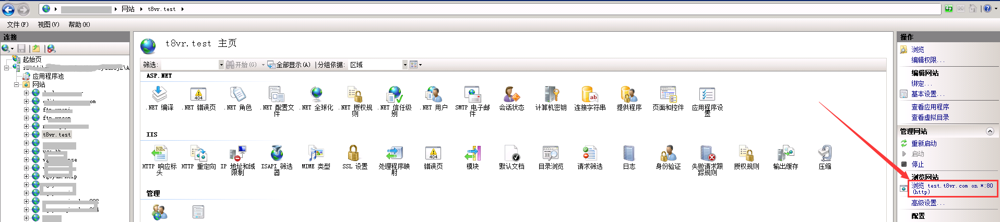 网站 t8vr.test
文件(F) 视图(V) 帮助(H)
连接
起始页
应用程序池
网站
t8vr.test
t8vr.test 主页
筛选: 开始(G) 全部显示(A) 分组依据: 区域
ASP.NET
.NET 编译
.NET 错误页
.NET 角色
.NET 配置文件
.NET 全球化
.NET 授权规则
.NET 信任级别
.NET 用户
SMTP 电子邮件
会话状态
计算机密钥
连接字符串
提供程序
页面和控件
应用程序设置
IIS
HTTP 响应标头
HTTP 重定向
IP 地址和域限制
ISAPI 筛选器
MIME 类型
SSL 设置
处理程序映射
错误页
模块
默认文档
目录浏览
请求筛选
日志
身份验证
失败请求跟踪规则
授权规则
输出缓存
压缩
管理
操作
浏览
编辑权限...
编辑网站
绑定...
基本设置...
查看应用程序
查看虚拟目录
管理网站
重新启动
启动
停止
浏览网站
浏览 test.t8vr.com on *:80
(http)
高级设置...
配置